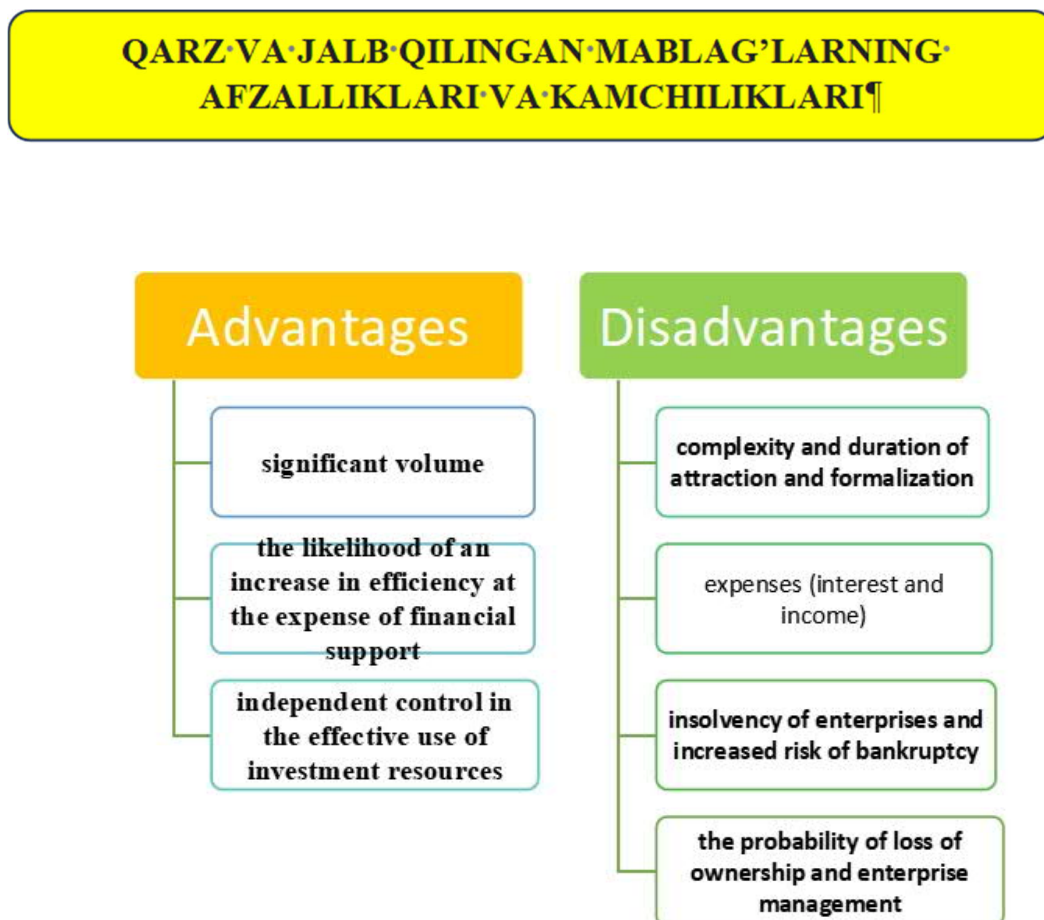 QARZ·VA·JALB·QILINGAN·MABLAG’LARNING·
AFZALLIKLARI·VA·KAMCHILIKLARI¶
Advantages
significant volume
the likelihood of an
increase in efficiency at
the expense of financial
support
independent control in
the effective use of
investment resources
Disadvantages
complexity and duration of
attraction and formalization
expenses (interest and
income)
insolvency of enterprises and
increased risk of bankruptcy
the probability of loss of
ownership and enterprise
management